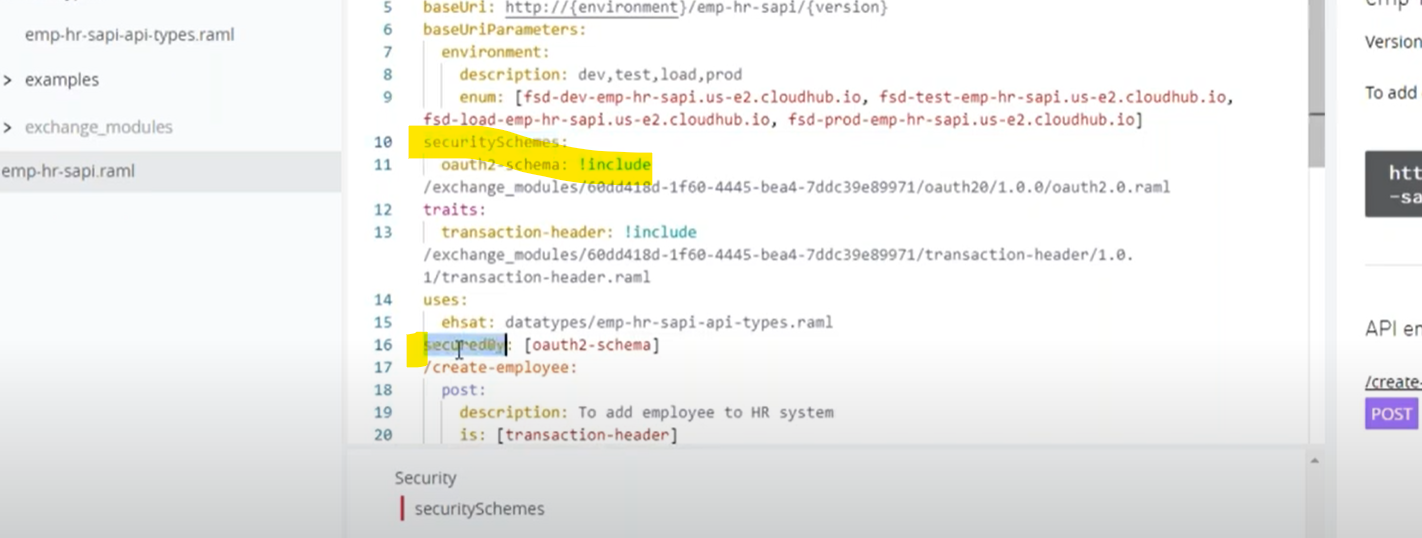 emp-hr-sapi-api-types.raml
> examples
> exchange_modules
emp-hr-sapi.raml
5 baseUri: http://{environment}/emp-hr-sapi/{version}
6 baseUriParameters:
7 environment:
8 description: dev,test,load,prod
9 enum: [fsd-dev-emp-hr-sapi.us-e2.cloudhub.io, fsd-test-emp-hr-sapi.us-e2.cloudhub.io,
fsd-load-emp-hr-sapi.us-e2.cloudhub.io, fsd-prod-emp-hr-sapi.us-e2.cloudhub.io]
10 securitySchemes:
11 oauth2-schema: !include
/exchange_modules/60dd418d-1f60-4445-bea4-7ddc39e89971/oauth20/1.0.0/oauth2.0.raml
12 traits:
13 transaction-header: !include
/exchange_modules/60dd418d-1f60-4445-bea4-7ddc39e89971/transaction-header/1.0.
1/transaction-header.raml
14 uses:
15 ehsat: datatypes/emp-hr-sapi-api-types.raml
16 securedBy: [oauth2-schema]
17 /create-employee:
18 post:
19 description: To add employee to HR system
20 is: [transaction-header]
Security
securitySchemes
Version
To add
htt
-sa
API en
/create-
POST